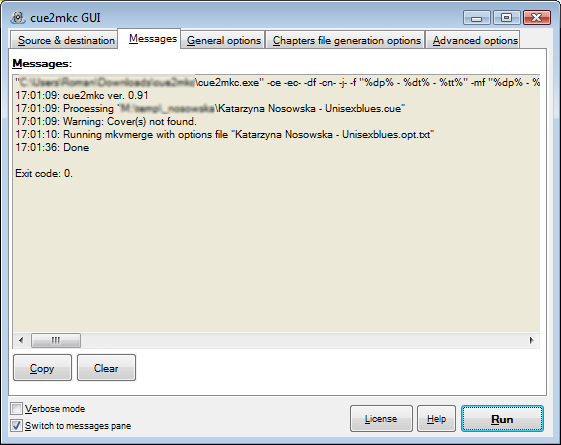 cue2mkc GUI
Source & destination
Messages
General options
Chapters file generation options
Advanced options
Messages:
\cue2mkc.exe" -ce -ec- -df -cn- -j- -f "%dp% - %dt% - %tt%" -mf "%dp% - %
17:01:09: cue2mkc ver. 0.91
17:01:09: Processing "\Katarzyna Nosowska - Unisexblues.cue"
17:01:09: Warning: Cover(s) not found.
17:01:10: Running mkvmerge with options file "Katarzyna Nosowska - Unisexblues.opt.txt"
17:01:36: Done
Exit code: 0.
Copy
Clear
Verbose mode
Switch to messages pane
License
Help
Run